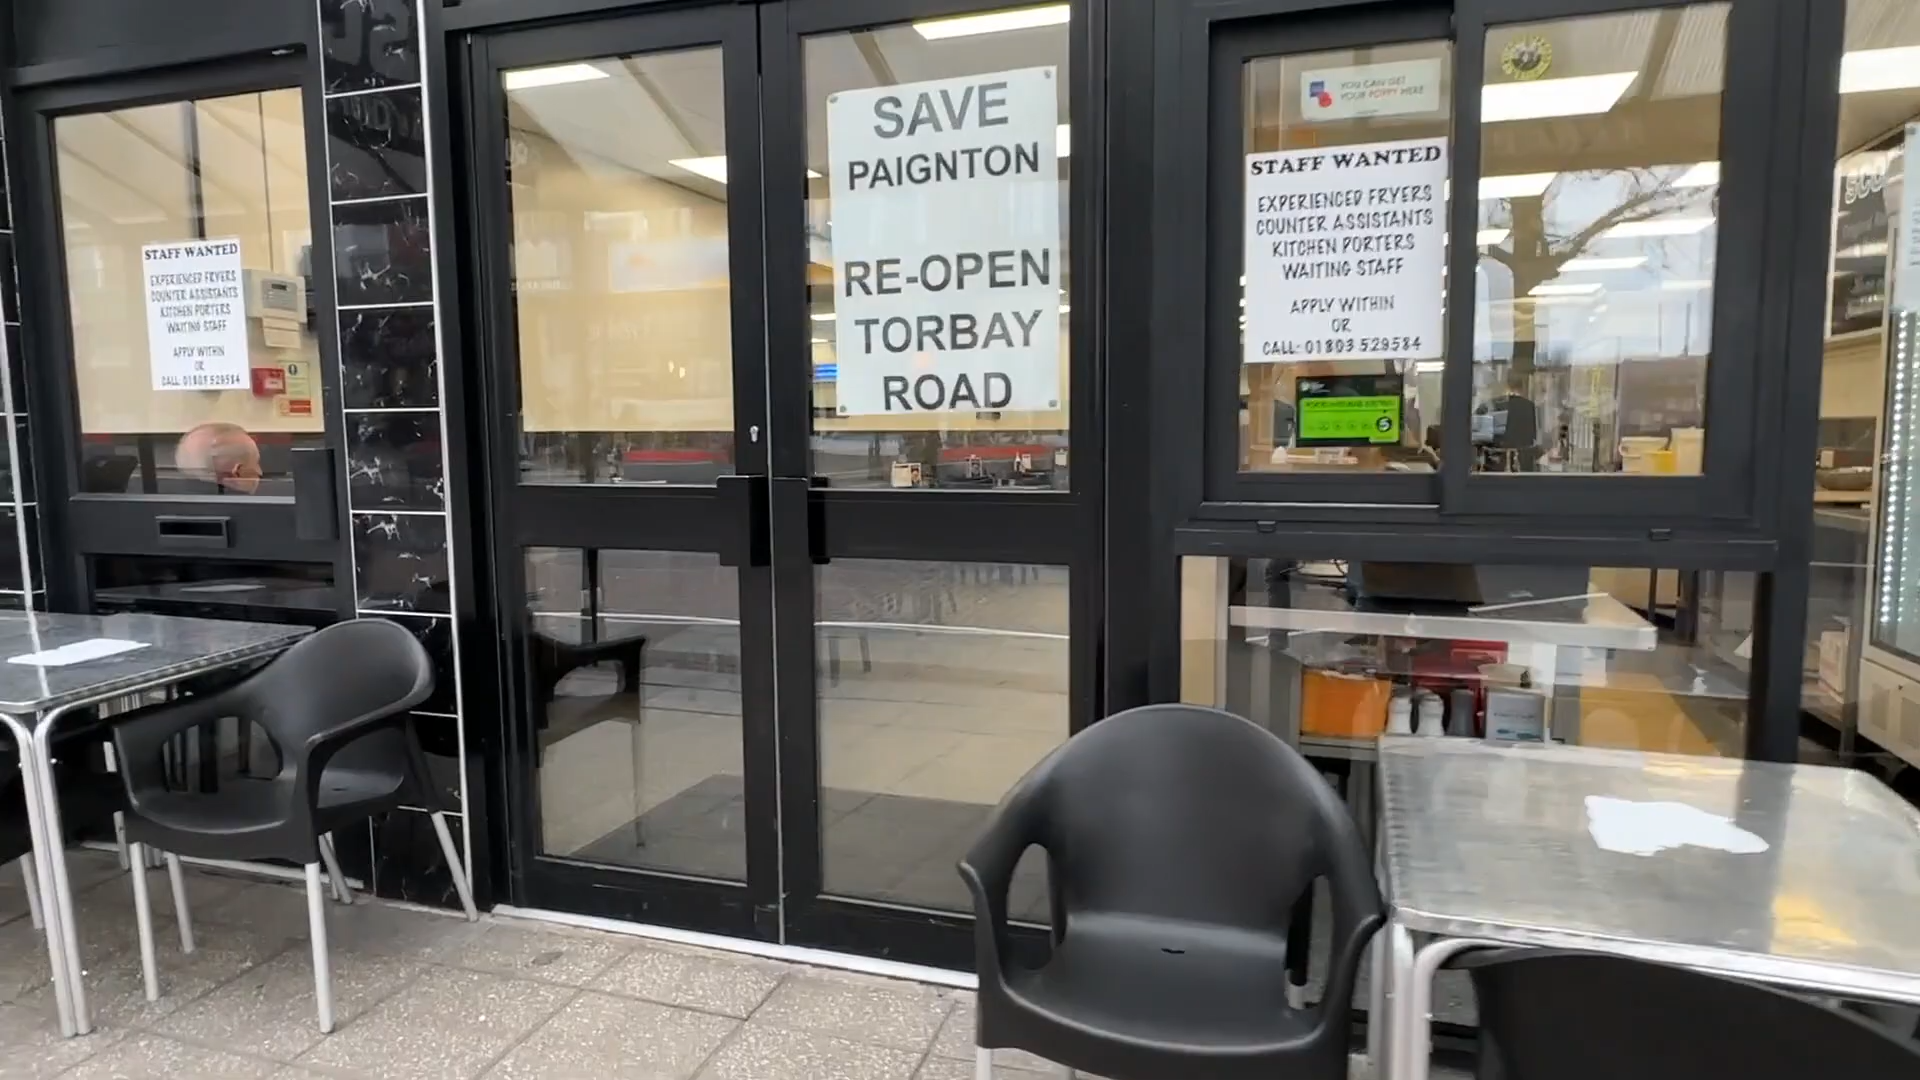 STAFF WANTED
EXPERIENCED FRYERS
COUNTER ASSISTANTS
KITCHEN PORTERS
WAITING STAFF
APPLY WITHIN
OR
CALL: 01803 529584
SAVE
PAIGNTON
RE-OPEN
TORBAY
ROAD
YOU CAN GET
YOUR POPPY HERE
STAFF WANTED
EXPERIENCED FRYERS
COUNTER ASSISTANTS
KITCHEN PORTERS
WAITING STAFF
APPLY WITHIN
OR
CALL: 01803 529584
5